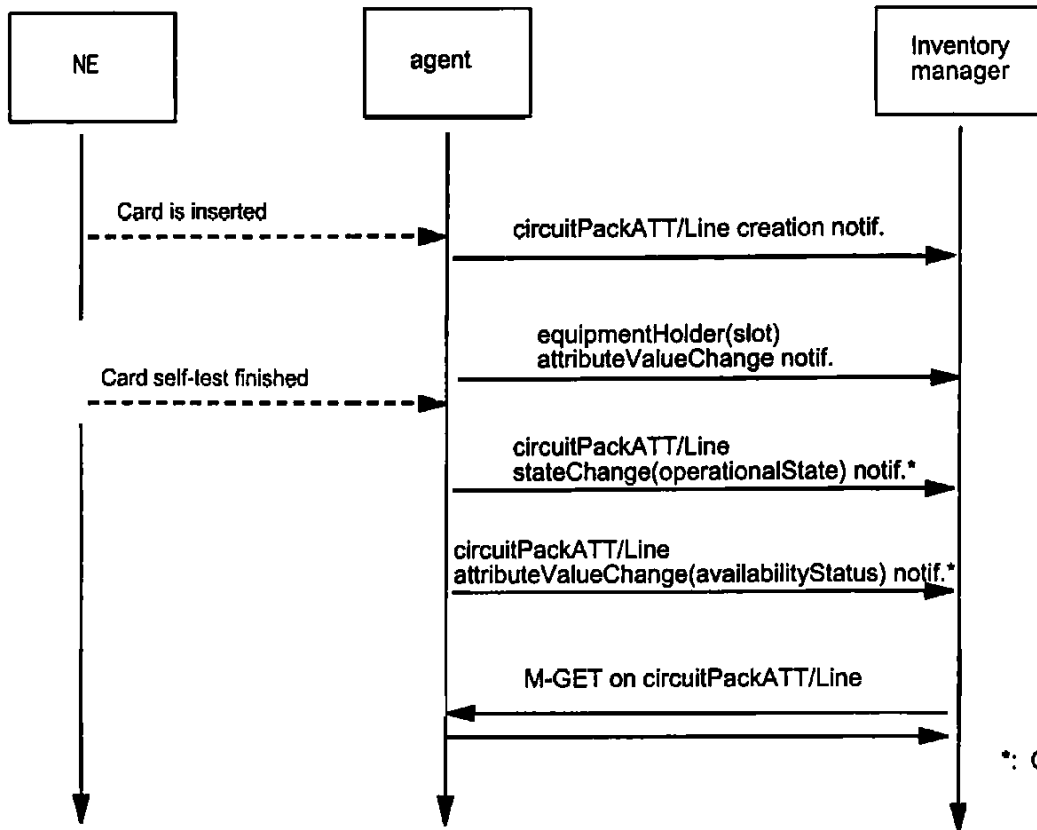 NE
agent
Inventory
manager
Card is inserted
circuitPackATT/Line creation notif.
equipmentHolder(slot)
attributeValueChange notif.
Card self-test finished
circuitPackATT/Line
stateChange(operationalState) notif.*
circuitPackATT/Line
attributeValueChange(availabilityStatus) notif.*
M-GET on circuitPackATT/Line
*: